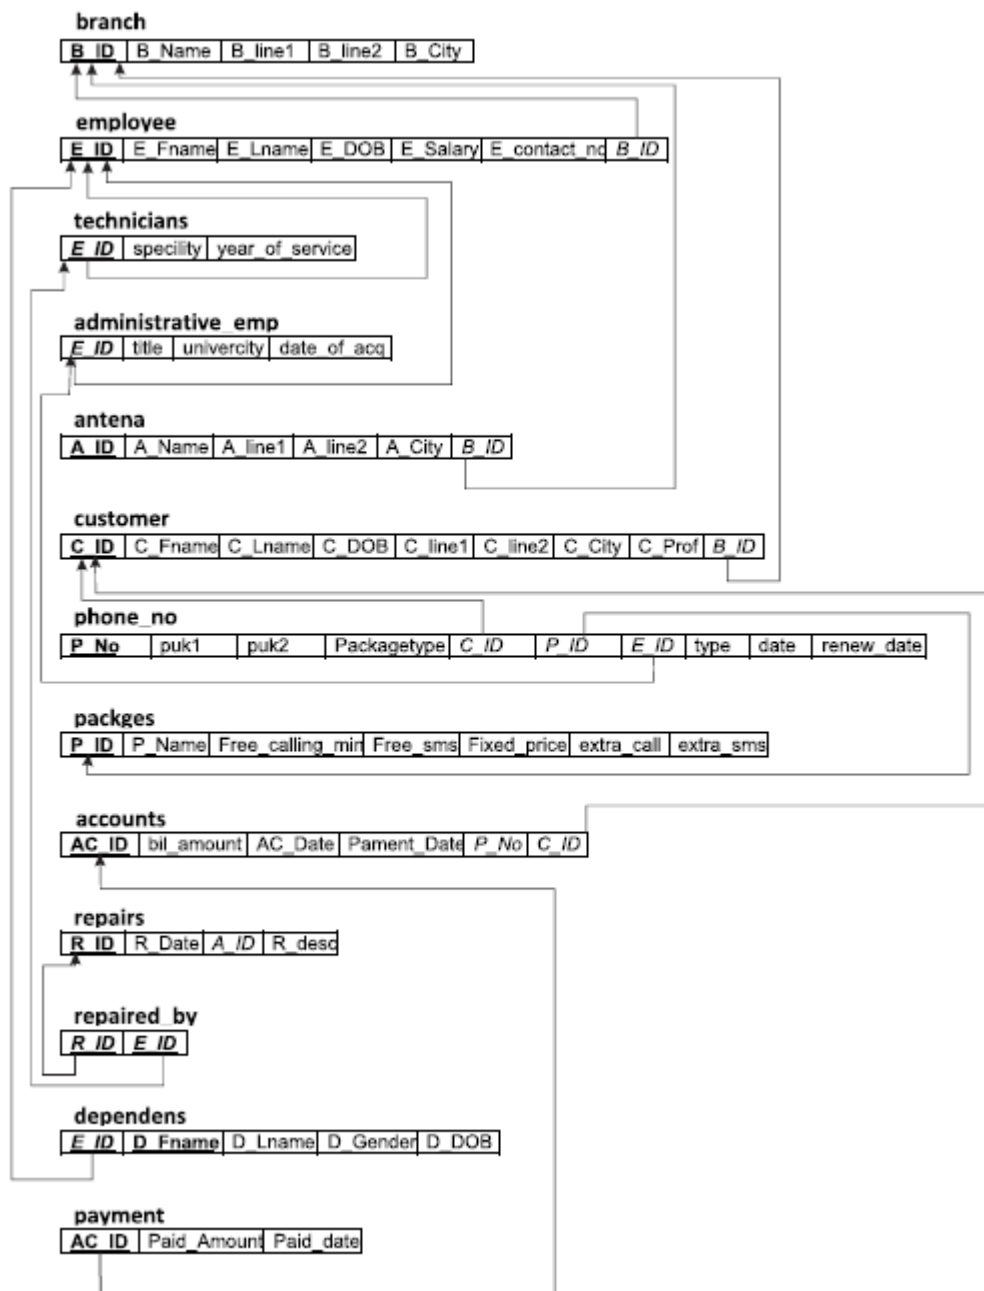 branch
B_ID B_Name B_line1 B_line2 B_City
employee
E_ID E_Fname E_Lname E_DOB E_Salary E_contact_no B_ID
technicians
E_ID specility year_of_service
administrative_emp
E_ID title univercity date_of_acq
antena
A_ID A_Name A_line1 A_line2 A_City B_ID
customer
C_ID C_Fname C_Lname C_DOB C_line1 C_line2 C_City C_Prof B_ID
phone_no
P_No puk1 puk2 Packagetype C_ID P_ID E_ID type date renew_date
packges
P_ID P_Name Free_calling_min Free_sms Fixed_price extra_call extra_sms
accounts
AC_ID bil_amount AC_Date Pament_Date P_No C_ID
repairs
R_ID R_Date A_ID R_desc
repaired_by
R_ID E_ID
dependens
E_ID D_Fname D_Lname D_Gender D_DOB
payment
AC_ID Paid_Amount Paid_date